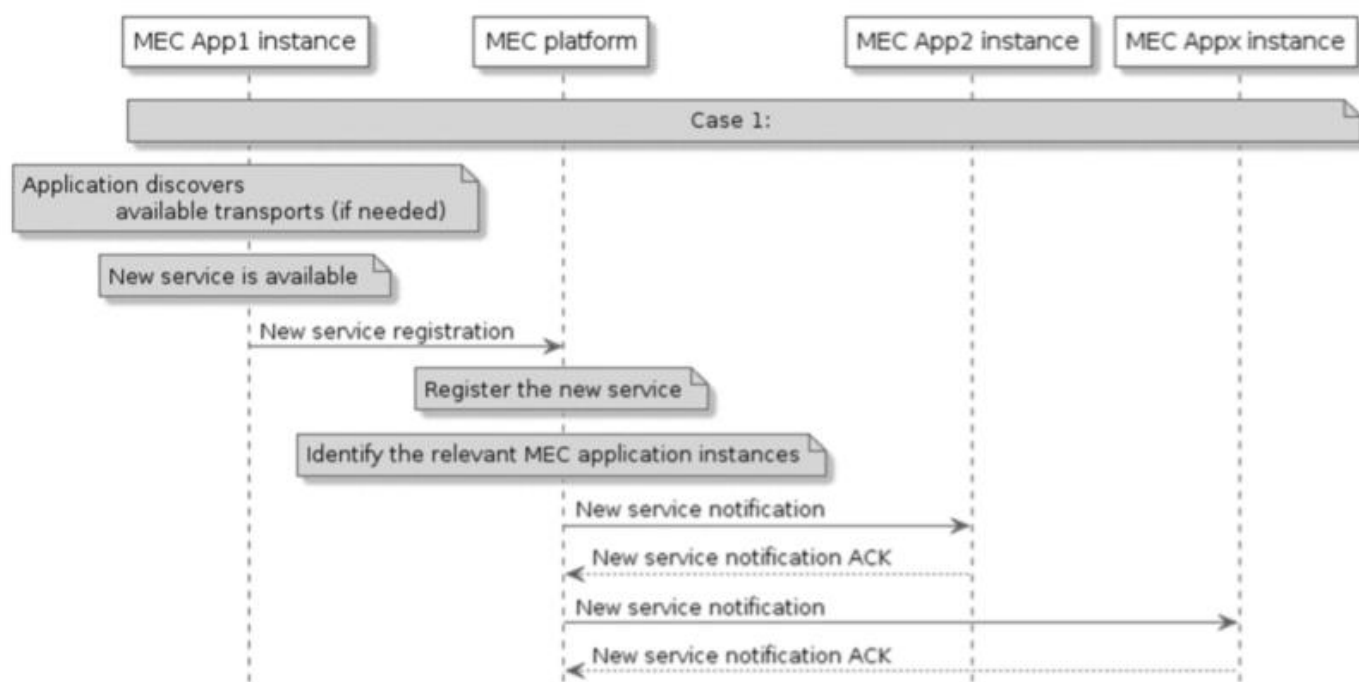 MEC App1 instance
MEC platform
MEC App2 instance
MEC Appx instance
Case 1:
Application discovers
available transports (if needed)
New service is available
New service registration
Register the new service
Identify the relevant MEC application instances
New service notification
New service notification ACK
New service notification
New service notification ACK